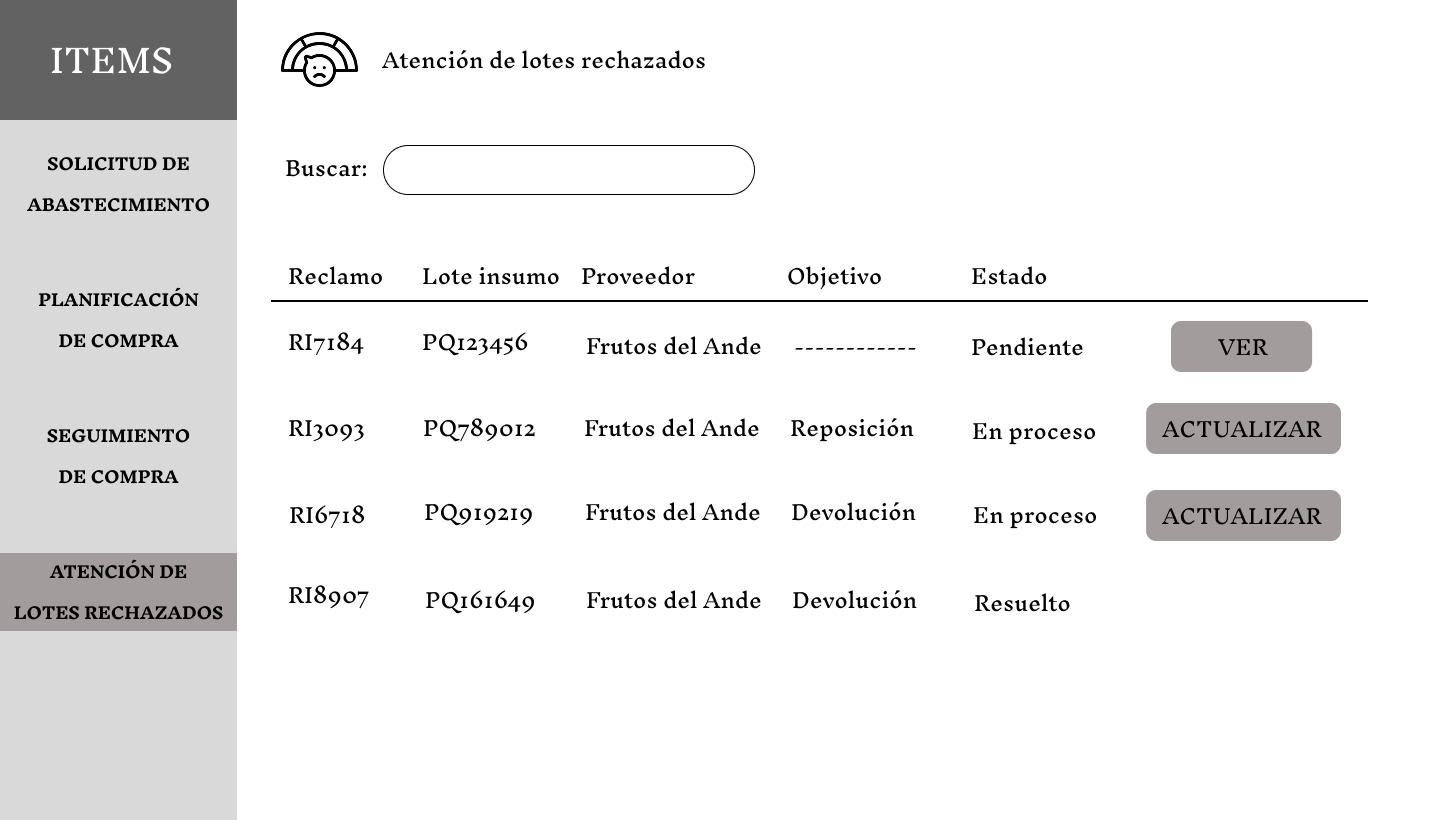 ITEMS
SOLICITUD DE
ABASTECIMIENTO
PLANIFICACIÓN
DE COMPRA
SEGUIMIENTO
DE COMPRA
ATENCIÓN DE
LOTES RECHAZADOS
Atención de lotes rechazados
Buscar:
Reclamo Lote insumo Proveedor Objetivo Estado
RI7184 PQ123456 Frutos del Ande ------------ Pendiente VER
RI3093 PQ789012 Frutos del Ande Reposición En proceso ACTUALIZAR
RI6718 PQ919219 Frutos del Ande Devolución En proceso ACTUALIZAR
RI8907 PQ161649 Frutos del Ande Devolución Resuelto